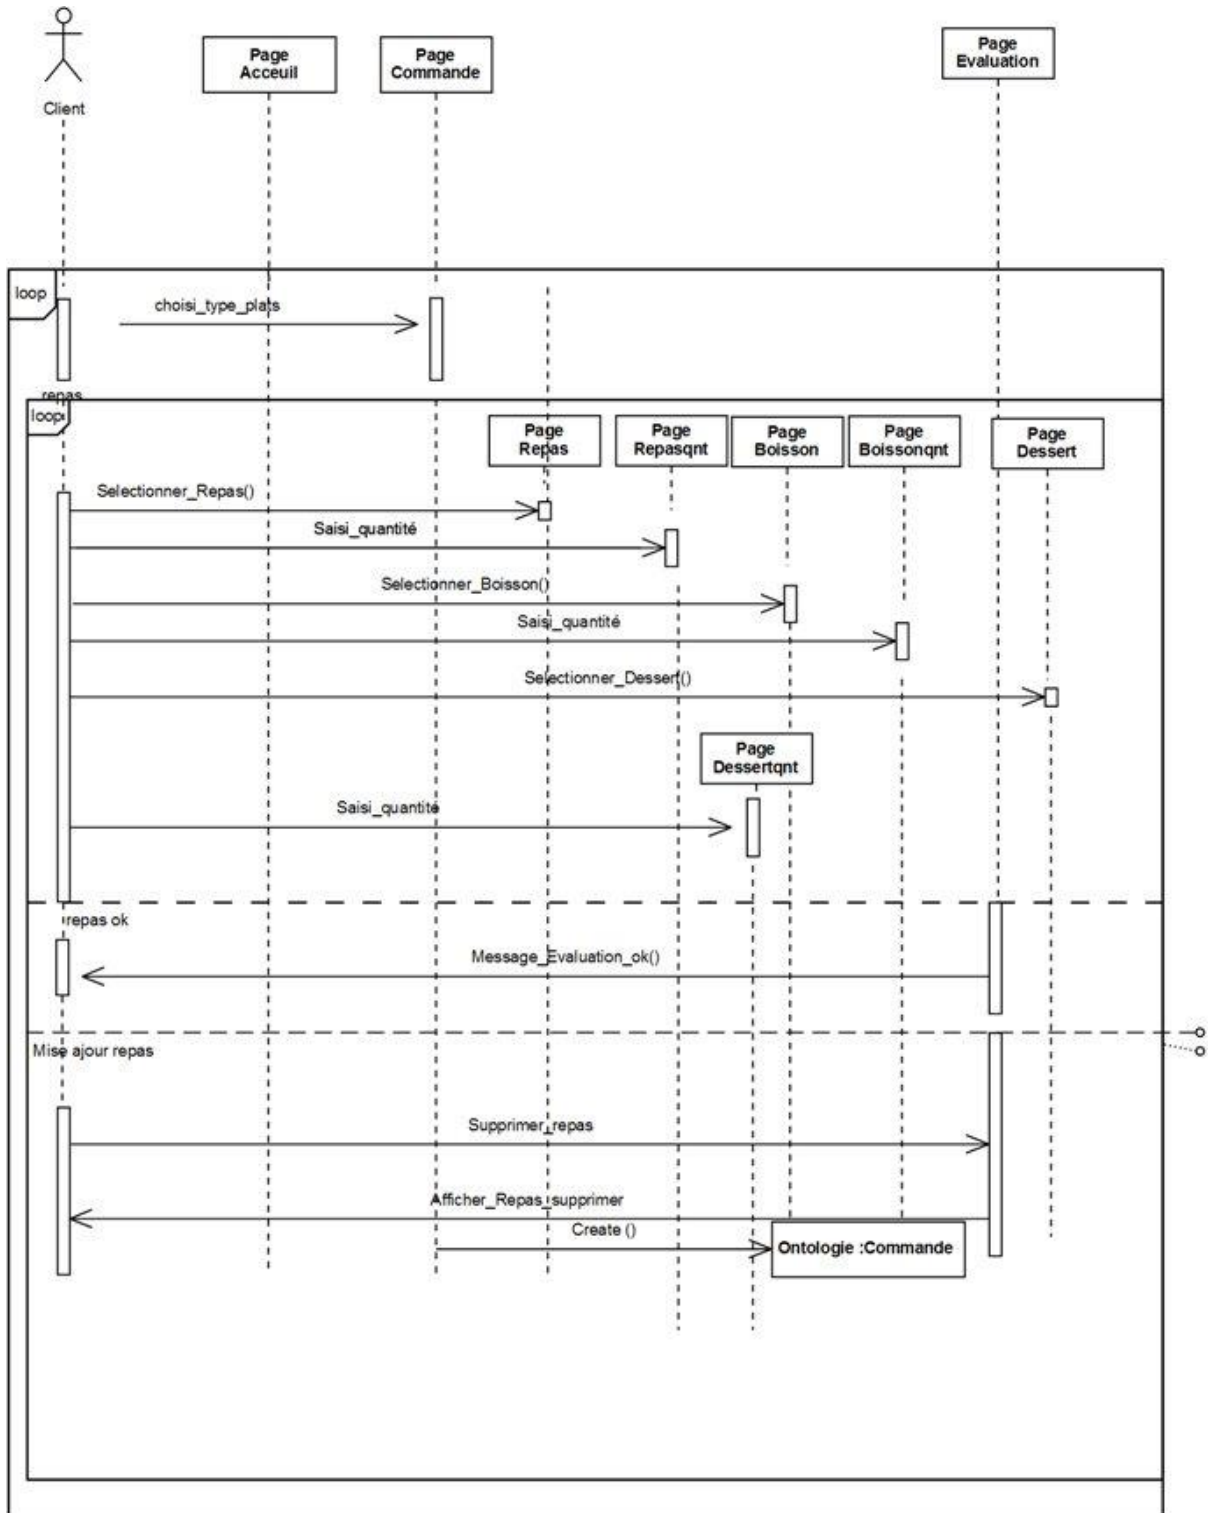 Client
Page
Acceuil
Page
Commande
Page
Evaluation
loop
choisi_type_plats
repas
loop
Page
Repas
Page
Repasqnt
Page
Boisson
Page
Boissonqnt
Page
Dessert
Selectionner_Repas()
Saisi_quantité
Selectionner_Boisson()
Saisi_quantité
Selectionner_Dessert()
Page
Dessertqnt
Saisi_quantité
repas ok
Message_Evaluation_ok()
Mise ajour repas
Supprimer_repas
Afficher_Repas_supprimer
Create ()
Ontologie :Commande